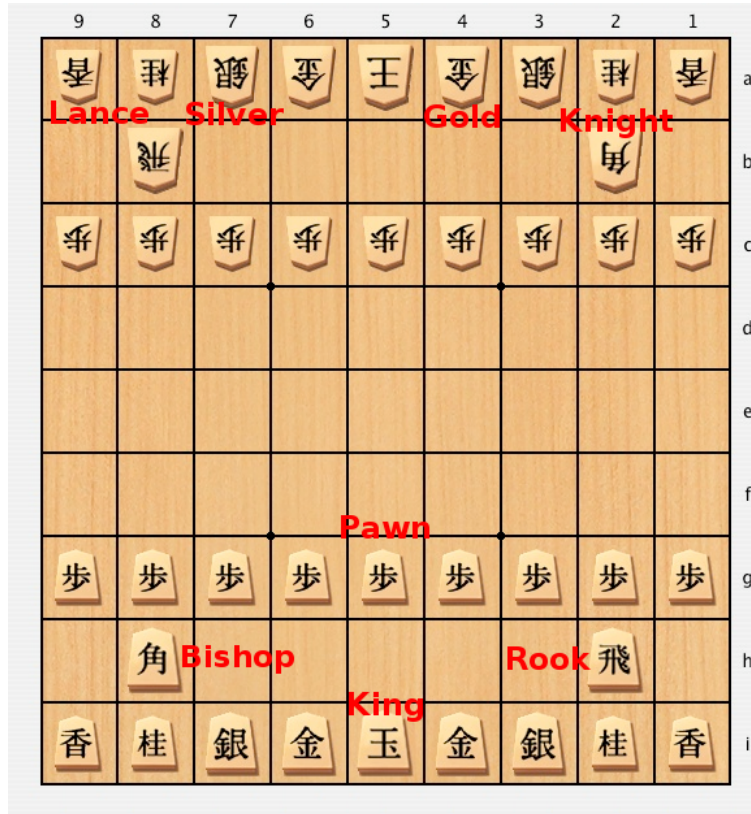 9 8 7 6 5 4 3 2 1
香 桂 銀 金 王 金 銀 桂 香 a
Lance Silver Gold Knight
飛 角 b
歩 歩 歩 歩 歩 歩 歩 歩 歩 c
d
e
f
Pawn
歩 歩 歩 歩 歩 歩 歩 歩 歩 g
角 Bishop Rook 飛 h
King
香 桂 銀 金 玉 金 銀 桂 香 i